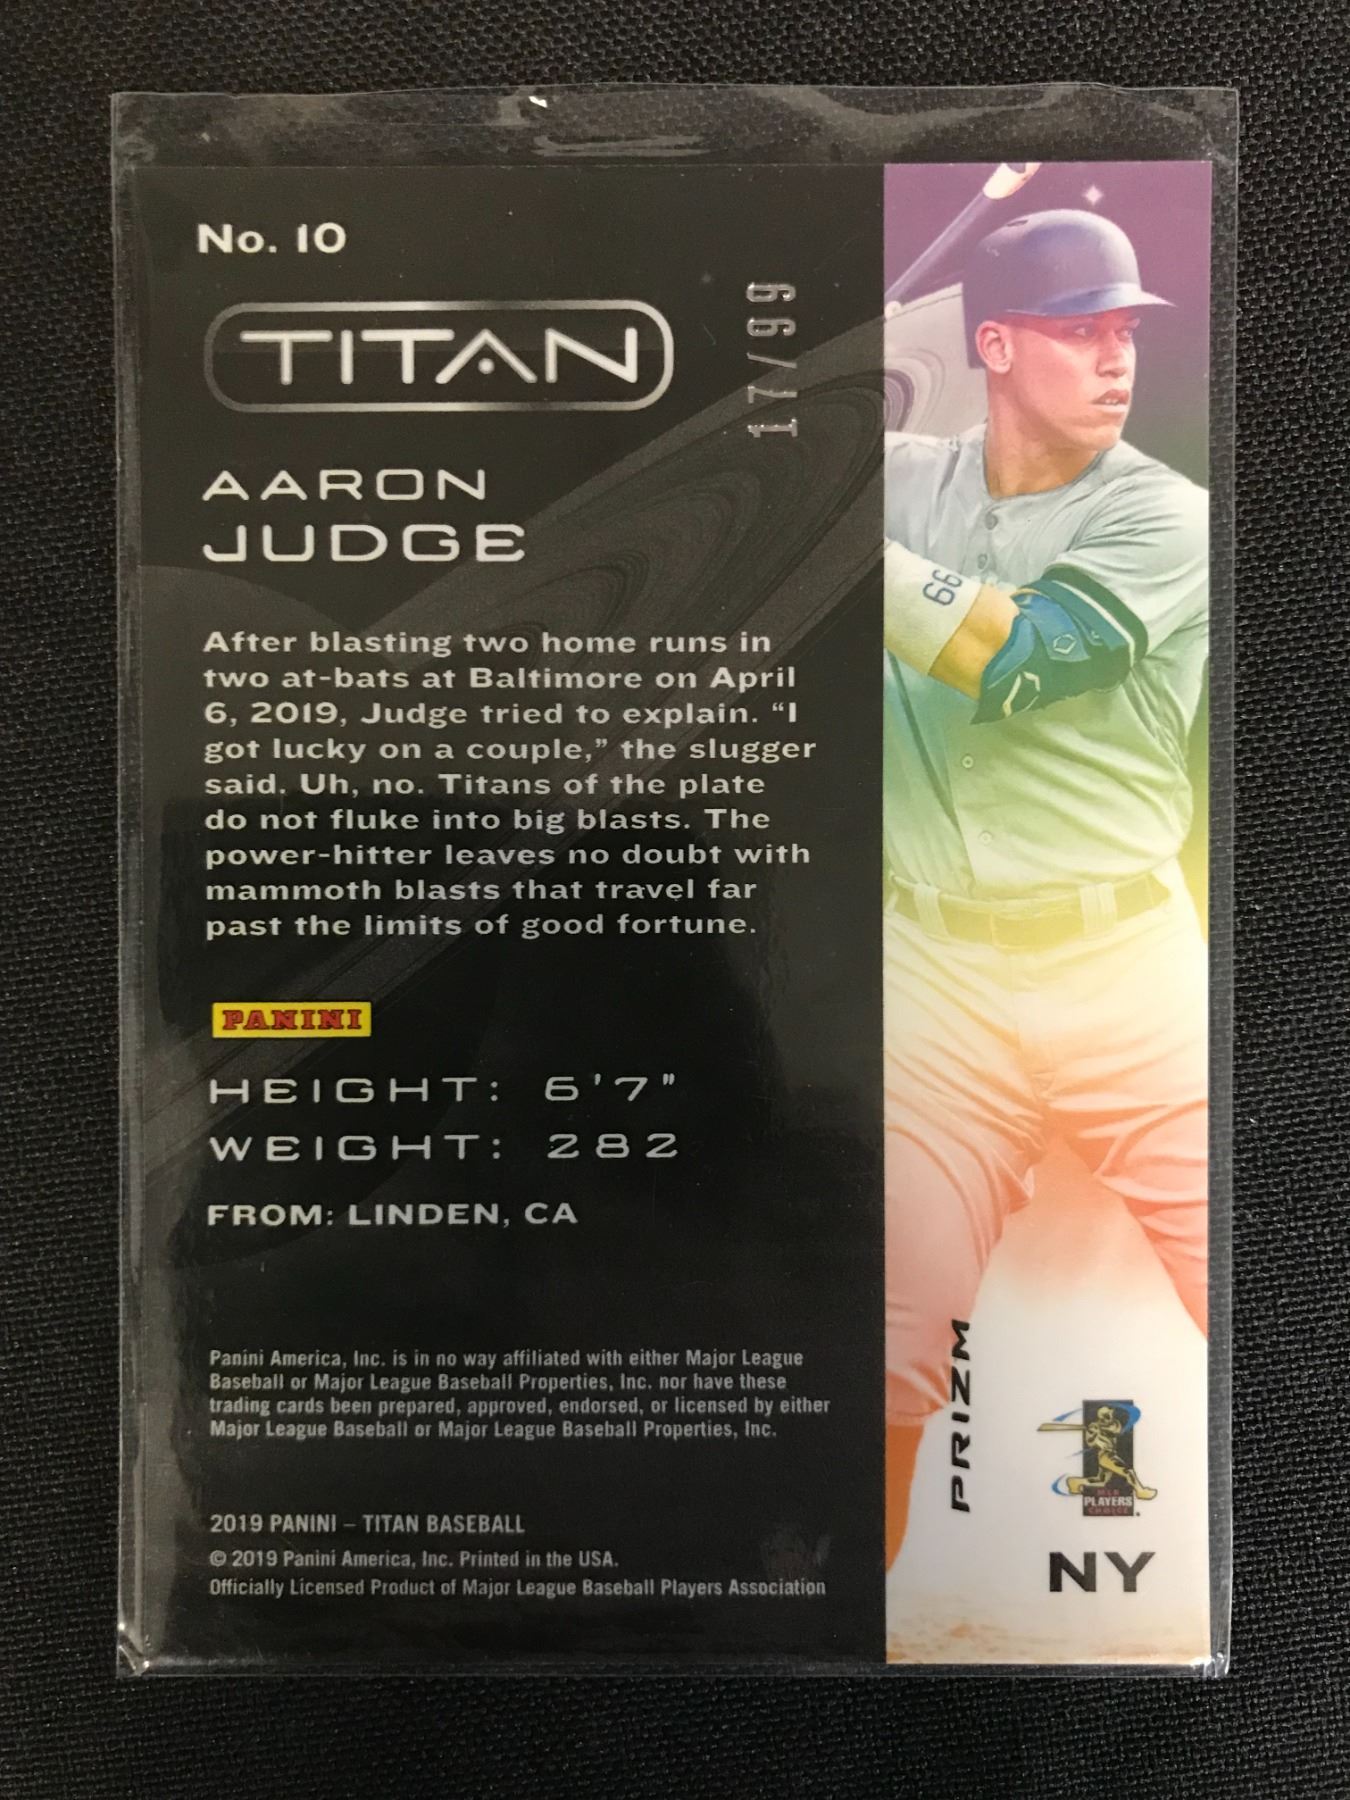 No. 10
TITAN
17/99
AARON
JUDGE
After blasting two home runs in
two at-bats at Baltimore on April
6, 2019, Judge tried to explain. “I
got lucky on a couple,” the slugger
said. Uh, no. Titans of the plate
do not fluke into big blasts. The
power-hitter leaves no doubt with
mammoth blasts that travel far
past the limits of good fortune.
PANINI
HEIGHT: 6'7"
WEIGHT: 282
FROM: LINDEN, CA
Panini America, Inc. is in no way affiliated with either Major League
Baseball or Major League Baseball Properties, Inc. nor have these
trading cards been prepared, approved, endorsed, or licensed by either
Major League Baseball or Major League Baseball Properties, Inc.
2019 PANINI – TITAN BASEBALL
© 2019 Panini America, Inc. Printed in the USA.
Officially Licensed Product of Major League Baseball Players Association
99
PRIZM
MLB
PLAYERS
CHOICE
NY